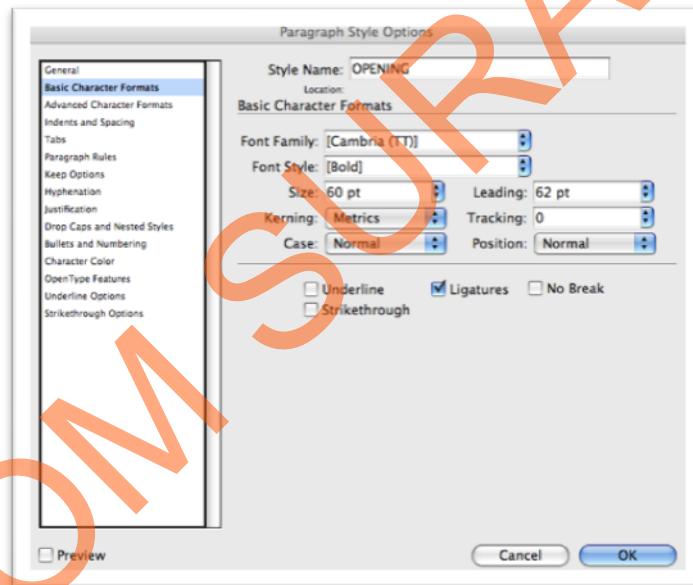 Paragraph Style Options
General
Basic Character Formats
Advanced Character Formats
Indents and Spacing
Tabs
Paragraph Rules
Keep Options
Hyphenation
Justification
Drop Caps and Nested Styles
Bullets and Numbering
Character Color
OpenType Features
Underline Options
Strikethrough Options
Style Name: OPENING
Location:
Basic Character Formats
Font Family: [Cambria (TT)]
Font Style: [Bold]
Size: 60 pt Leading: 62 pt
Kerning: Metrics Tracking: 0
Case: Normal Position: Normal
Underline Ligatures No Break
Strikethrough
Preview Cancel OK
OM SURA